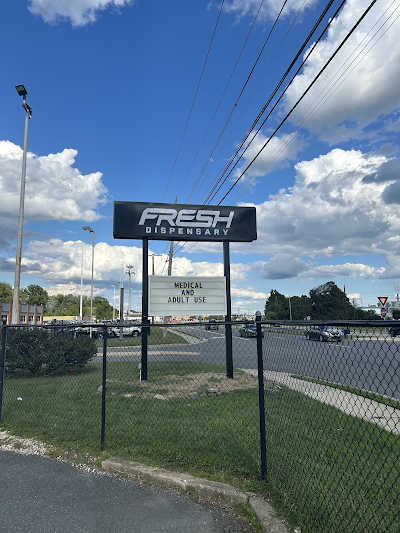 FRESH
DISPENSARY
MEDICAL
AND
ADULT USE